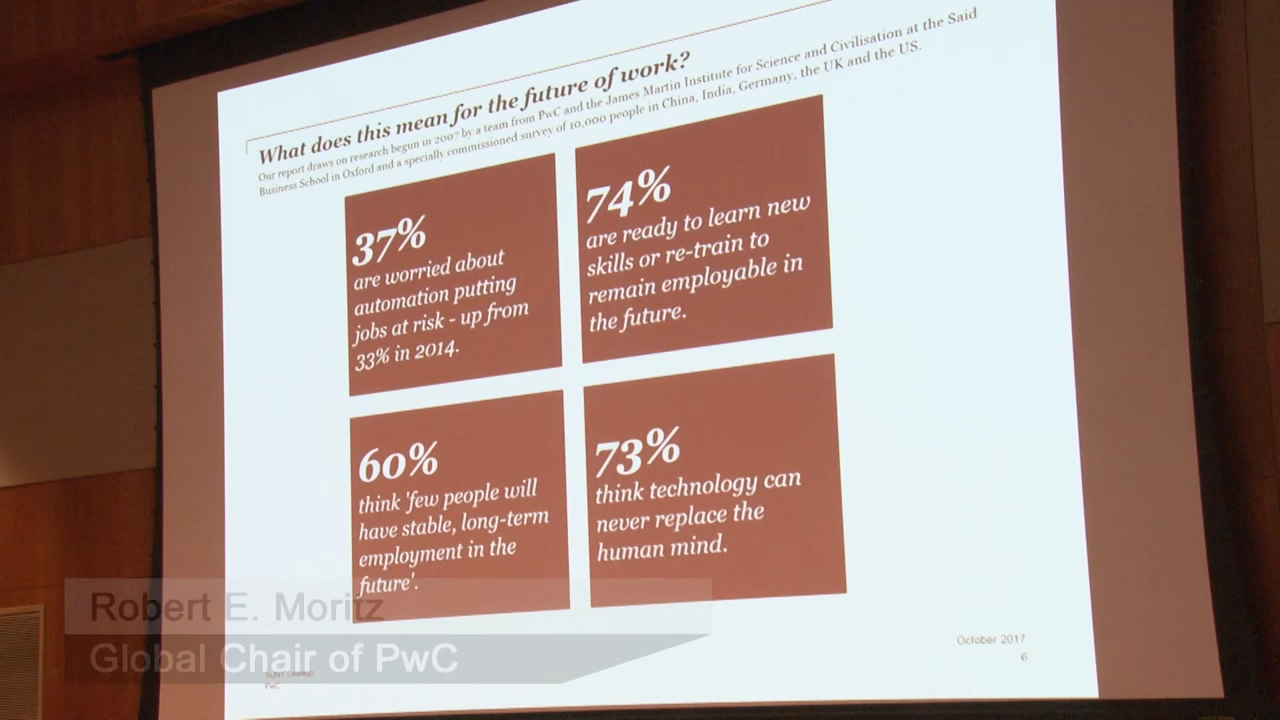 What does this mean for the future of work?
Our report draws on research begun in 2007 by a team from PwC and the James Martin Institute for Science and Civilisation at the Said
Business School in Oxford and a specially commissioned survey of 10,000 people in China, India, Germany, the UK and the US.
37%
are worried about
automation putting
jobs at risk - up from
33% in 2014.
74%
are ready to learn new
skills or re-train to
remain employable in
the future.
60%
think 'few people will
have stable, long-term
employment in the
future'.
73%
think technology can
never replace the
human mind.
Robert E. Moritz
Global Chair of PwC
SUNY Oswego
PwC
October 2017
6